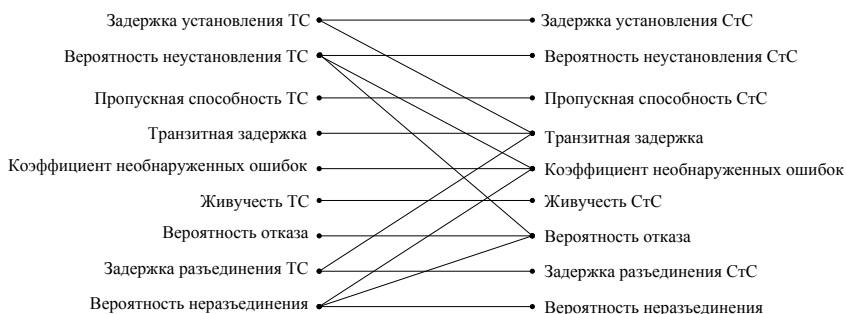 Задержка установления ТС
Задержка установления СтС
Вероятность неустановления ТС
Вероятность неустановления СтС
Пропускная способность ТС
Пропускная способность СтС
Транзитная задержка
Транзитная задержка
Коэффициент необнаруженных ошибок
Коэффициент необнаруженных ошибок
Живучесть ТС
Живучесть СтС
Вероятность отказа
Вероятность отказа
Задержка разъединения ТС
Задержка разъединения СтС
Вероятность неразъединения
Вероятность неразъединения